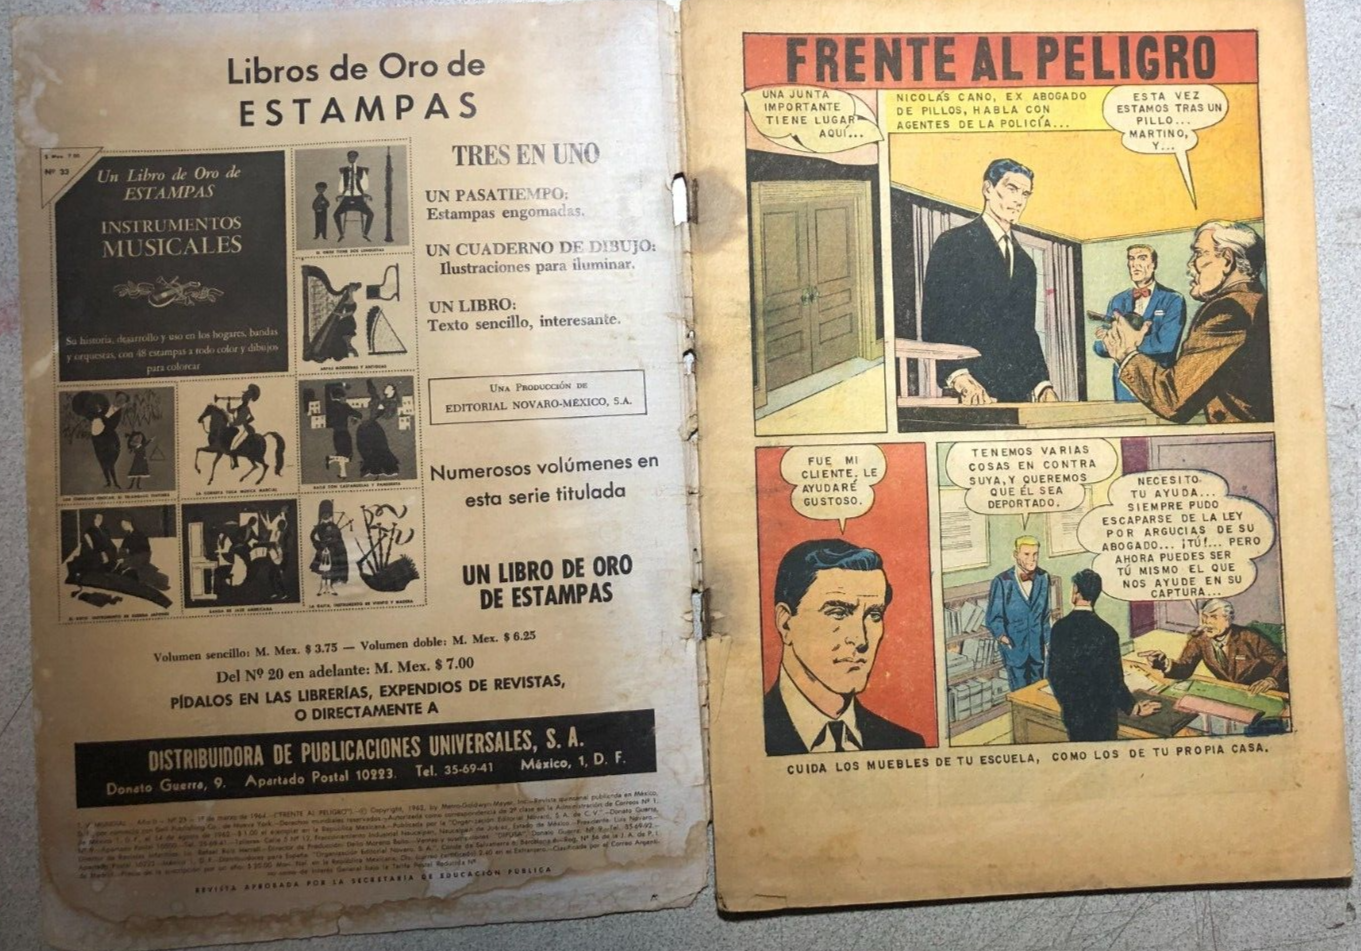 Libros de Oro de
ESTAMPAS
$ Mex. 7.00
Nº 23
Un Libro de Oro de
ESTAMPAS
INSTRUMENTOS
MUSICALES
Su historia, desarrollo y uso en los hogares, bandas
y orquestas, con 48 estampas a todo color y dibujos
para colorear
TRES EN UNO
UN PASATIEMPO:
Estampas engomadas.
UN CUADERNO DE DIBUJO:
Ilustraciones para iluminar.
UN LIBRO:
Texto sencillo, interesante.
UNA PRODUCCIÓN DE
EDITORIAL NOVARO-MÉXICO, S.A.
Numerosos volúmenes en
esta serie titulada
UN LIBRO DE ORO
DE ESTAMPAS
Volumen sencillo: M. Mex. $ 3.75 — Volumen doble: M. Mex. $ 6.25
Del Nº 20 en adelante: M. Mex. $ 7.00
PÍDALOS EN LAS LIBRERÍAS, EXPENDIOS DE REVISTAS,
O DIRECTAMENTE A
DISTRIBUIDORA DE PUBLICACIONES UNIVERSALES, S. A.
Donato Guerra, 9. Apartado Postal 10223. Tel. 35-69-41 México, 1, D. F.
REVISTA APROBADA POR LA SECRETARIA DE EDUCACIÓN PÚBLICA
FRENTE AL PELIGRO
UNA JUNTA
IMPORTANTE
TIENE LUGAR
AQUÍ...
NICOLÁS CANO, EX ABOGADO
DE PILLOS, HABLA CON
AGENTES DE LA POLICÍA...
ESTA VEZ
ESTAMOS TRAS UN
PILLO...
MARTINO,
Y...
FUE MI
CLIENTE. LE
AYUDARÉ
GUSTOSO.
TENEMOS VARIAS
COSAS EN CONTRA
SUYA, Y QUEREMOS
QUE ÉL SEA
DEPORTADO.
NECESITO
TU AYUDA...
SIEMPRE PUDO
ESCAPARSE DE LA LEY
POR ARGUCIAS DE SU
ABOGADO... ¡TÚ!... PERO
AHORA PUEDES SER
TÚ MISMO EL QUE
NOS AYUDE EN SU
CAPTURA...
CUIDA LOS MUEBLES DE TU ESCUELA, COMO LOS DE TU PROPIA CASA.